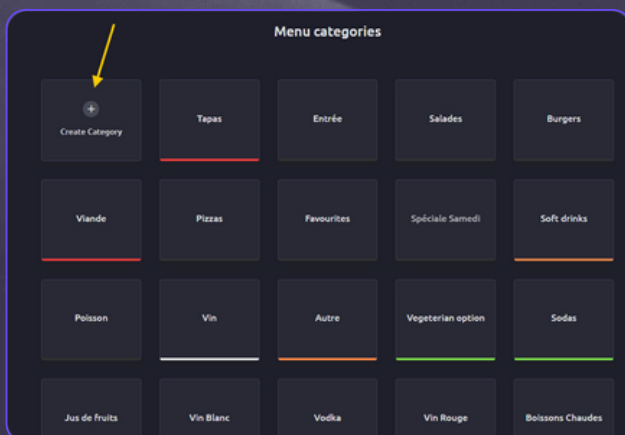 Menu categories
Create Category
Tapas
Entrée
Salades
Burgers
Viande
Pizzas
Favourites
Spéciale Samedi
Soft drinks
Poisson
Vin
Autre
Vegeterian option
Sodas
Jus de fruits
Vin Blanc
Vodka
Vin Rouge
Boissons Chaudes